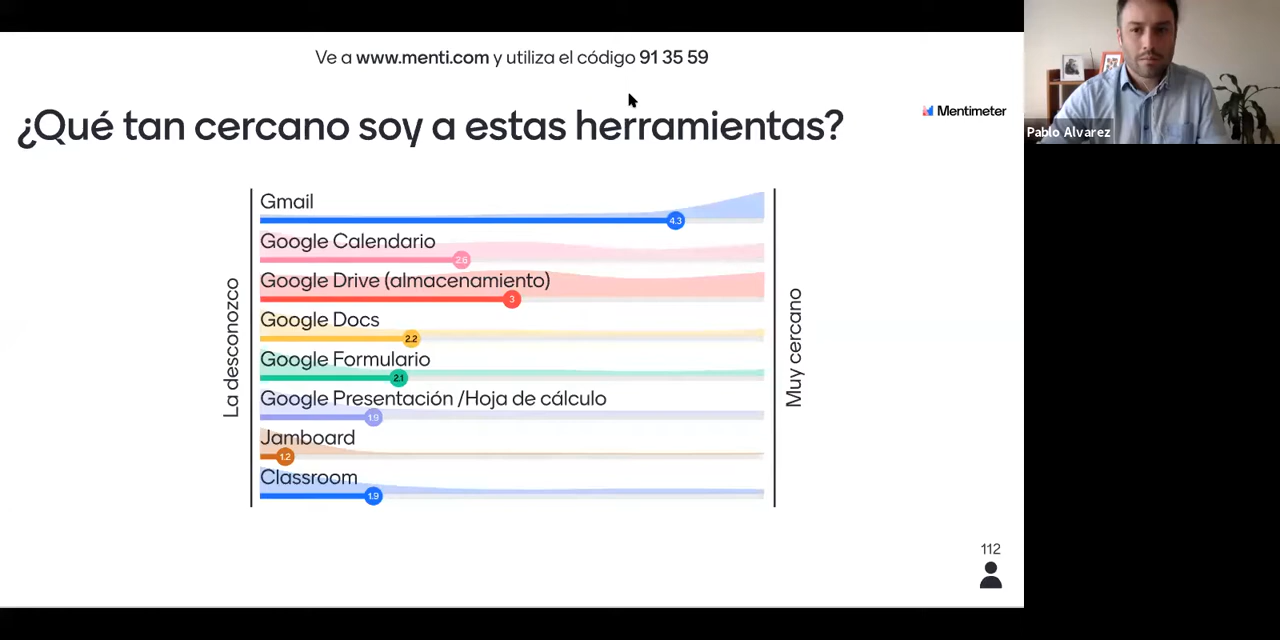 Ve a www.menti.com y utiliza el código 91 35 59
¿Qué tan cercano soy a estas herramientas?
Mentimeter
Pablo Alvarez
La desconozco
Gmail
4.3
Google Calendario
2.6
Google Drive (almacenamiento)
3
Google Docs
2.2
Google Formulario
2.1
Google Presentación /Hoja de cálculo
1.9
Jamboard
1.2
Classroom
1.9
Muy cercano
112